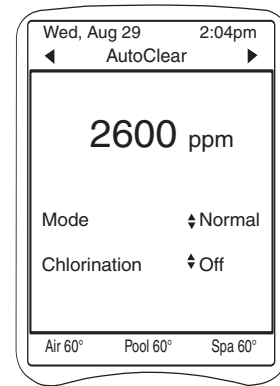 Wed, Aug 29 2:04pm
AutoClear
2600 ppm
Mode Normal
Chlorination Off
Air 60° Pool 60° Spa 60°